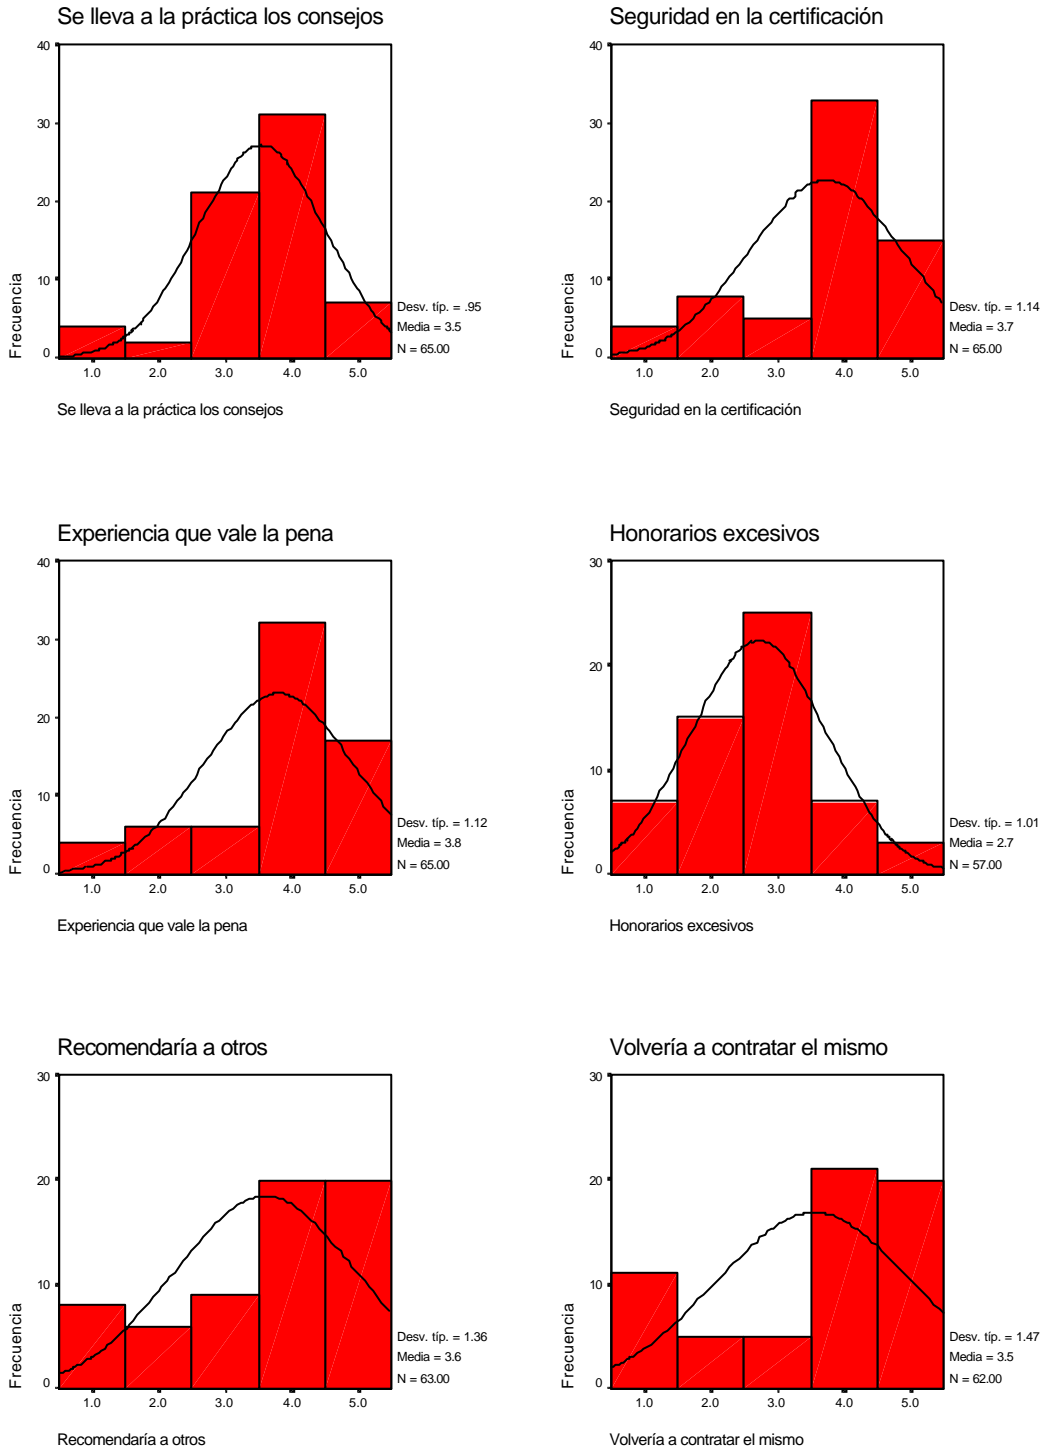 Se lleva a la práctica los consejos
40
30
20
10
0
Frecuencia
1.0 2.0 3.0 4.0 5.0
Desv. típ. = .95
Media = 3.5
N = 65.00
Se lleva a la práctica los consejos
Seguridad en la certificación
40
30
20
10
0
Frecuencia
1.0 2.0 3.0 4.0 5.0
Desv. típ. = 1.14
Media = 3.7
N = 65.00
Seguridad en la certificación
Experiencia que vale la pena
40
30
20
10
0
Frecuencia
1.0 2.0 3.0 4.0 5.0
Desv. típ. = 1.12
Media = 3.8
N = 65.00
Experiencia que vale la pena
Honorarios excesivos
30
20
10
0
Frecuencia
1.0 2.0 3.0 4.0 5.0
Desv. típ. = 1.01
Media = 2.7
N = 57.00
Honorarios excesivos
Recomendaría a otros
30
20
10
0
Frecuencia
1.0 2.0 3.0 4.0 5.0
Desv. típ. = 1.36
Media = 3.6
N = 63.00
Recomendaría a otros
Volvería a contratar el mismo
30
20
10
0
Frecuencia
1.0 2.0 3.0 4.0 5.0
Desv. típ. = 1.47
Media = 3.5
N = 62.00
Volvería a contratar el mismo